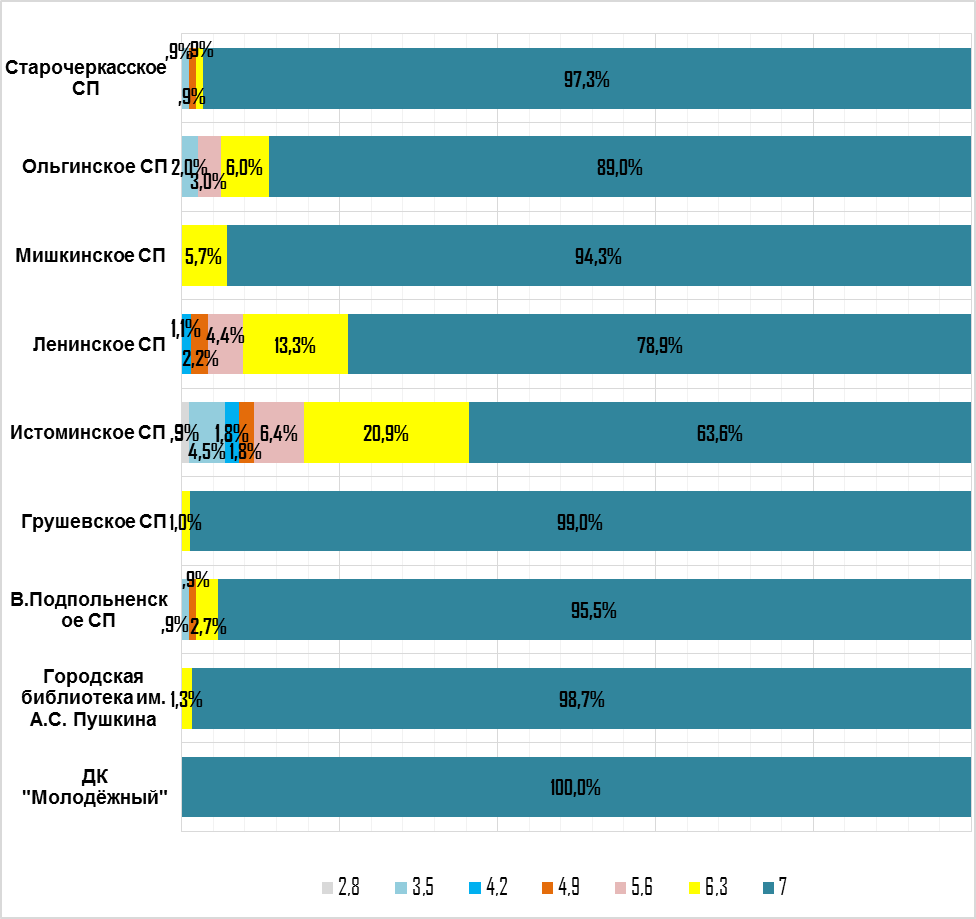 ,9% ,9%
Старочеркасское
СП
97,3%
,9%
Ольгинское СП 2,0% 6,0% 89,0%
3,0%
Мишкинское СП 5,7% 94,3%
1,1% 4,4%
Ленинское СП 13,3% 78,9%
2,2%
Истоминское СП ,9% 1,8% 6,4% 20,9% 63,6%
4,5% 1,8%
Грушевское СП 1,0% 99,0%
,9%
В.Подпольненск
ое СП
95,5%
,9% 2,7%
Городская
библиотека им.
А.С. Пушкина
1,3% 98,7%
ДК
"Молодёжный"
100,0%
2,8 3,5 4,2 4,9 5,6 6,3 7